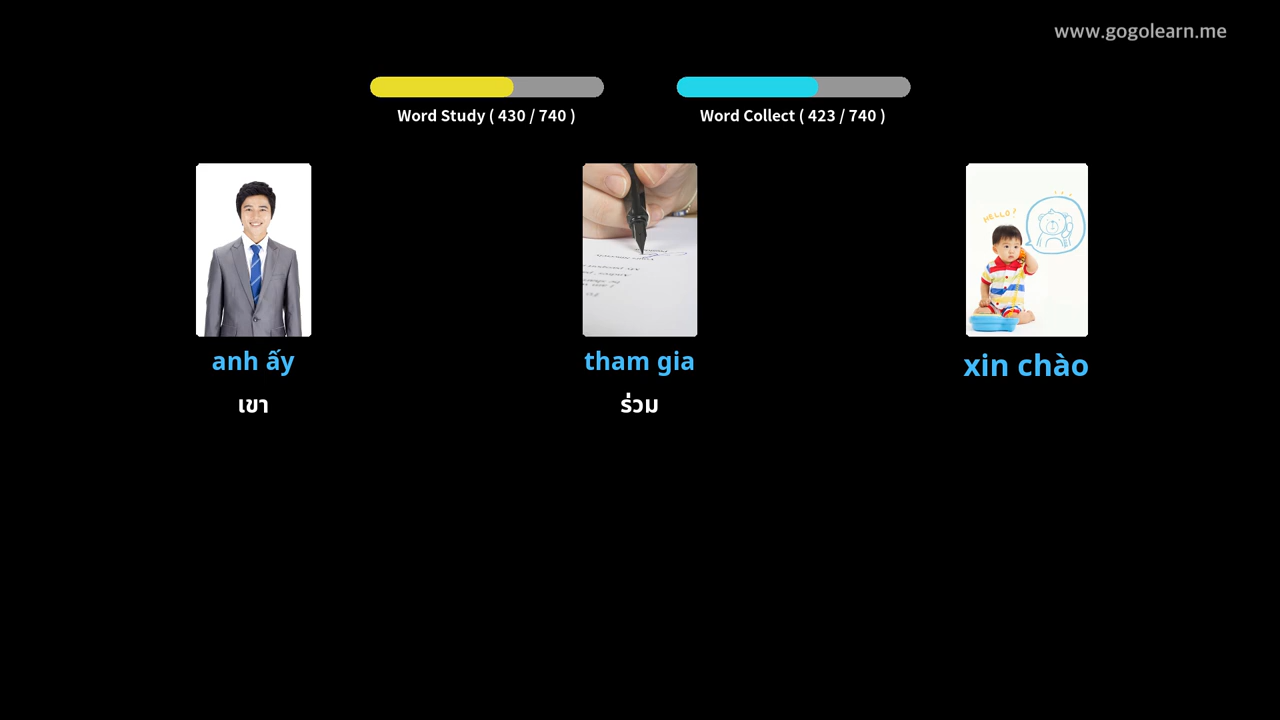 www.gogolearn.me
Word Study ( 430 / 740 )
Word Collect ( 423 / 740 )
HELLO?
anh ấy
tham gia
xin chào
เขา
ร่วม